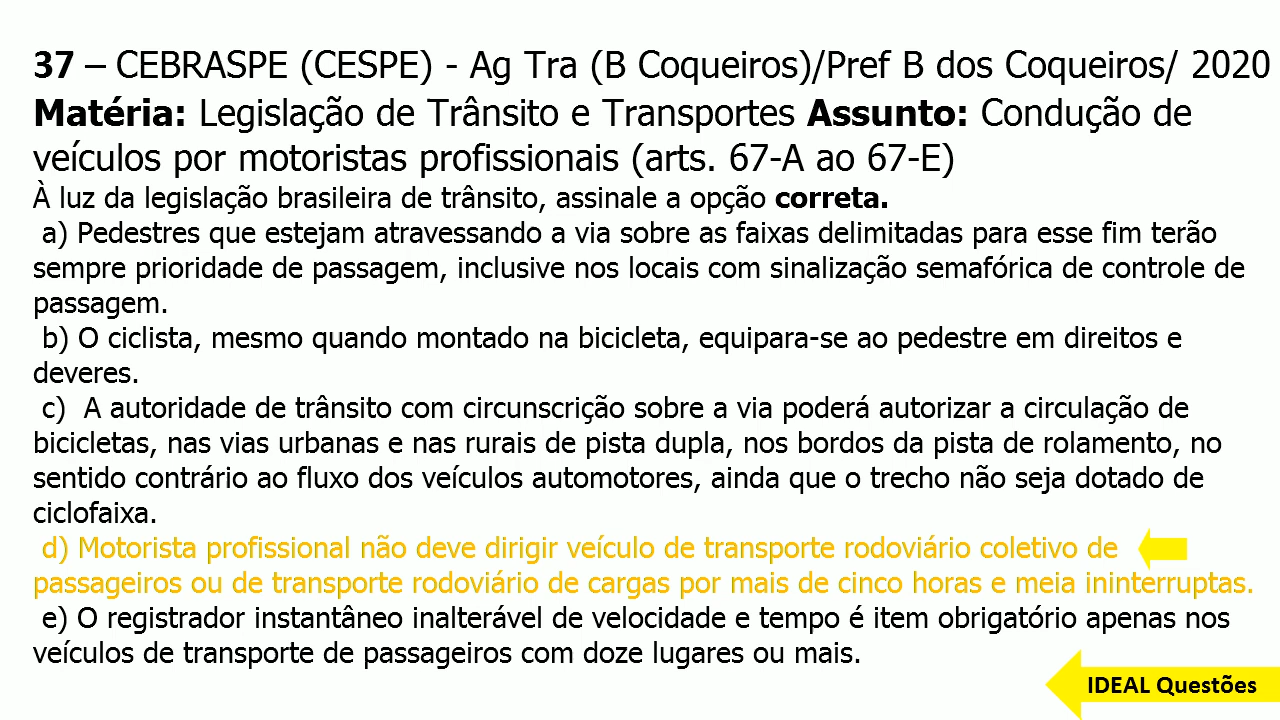 37 – CEBRASPE (CESPE) - Ag Tra (B Coqueiros)/Pref B dos Coqueiros/ 2020
Matéria: Legislação de Trânsito e Transportes Assunto: Condução de
veículos por motoristas profissionais (arts. 67-A ao 67-E)
À luz da legislação brasileira de trânsito, assinale a opção correta.
a) Pedestres que estejam atravessando a via sobre as faixas delimitadas para esse fim terão
sempre prioridade de passagem, inclusive nos locais com sinalização semafórica de controle de
passagem.
b) O ciclista, mesmo quando montado na bicicleta, equipara-se ao pedestre em direitos e
deveres.
c) A autoridade de trânsito com circunscrição sobre a via poderá autorizar a circulação de
bicicletas, nas vias urbanas e nas rurais de pista dupla, nos bordos da pista de rolamento, no
sentido contrário ao fluxo dos veículos automotores, ainda que o trecho não seja dotado de
ciclofaixa.
d) Motorista profissional não deve dirigir veículo de transporte rodoviário coletivo de
passageiros ou de transporte rodoviário de cargas por mais de cinco horas e meia ininterruptas.
e) O registrador instantâneo inalterável de velocidade e tempo é item obrigatório apenas nos
veículos de transporte de passageiros com doze lugares ou mais.
IDEAL Questões